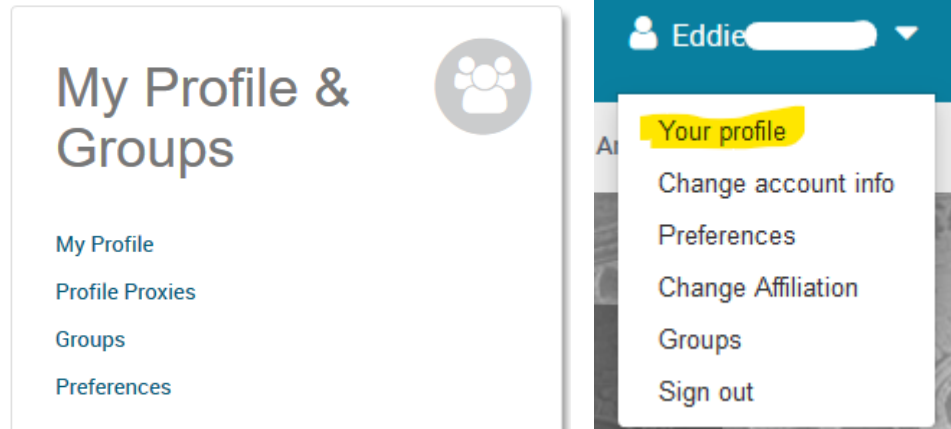 My Profile &
Groups
My Profile
Profile Proxies
Groups
Preferences
Eddie
Your profile
Change account info
Preferences
Change Affiliation
Groups
Sign out